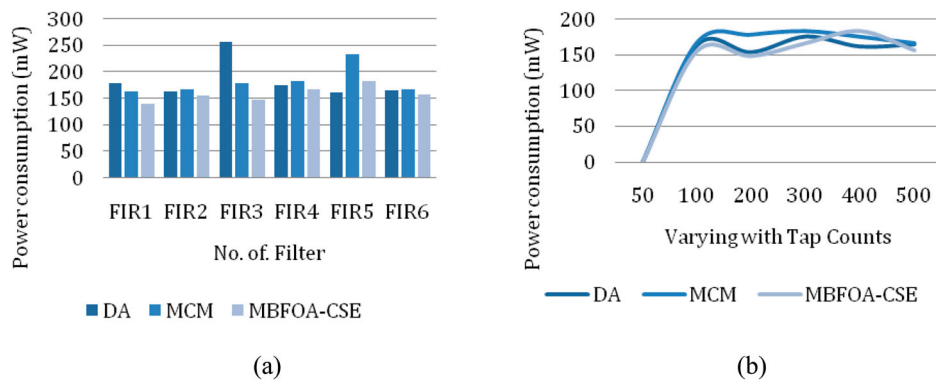 Power consumption (mW)
300
250
200
150
100
50
0
FIR1 FIR2 FIR3 FIR4 FIR5 FIR6
No. of. Filter
DA MCM MBFOA-CSE
(a)
Power consumption (mW)
200
150
100
50
0
50 100 200 300 400 500
Varying with Tap Counts
DA MCM MBFOA-CSE
(b)